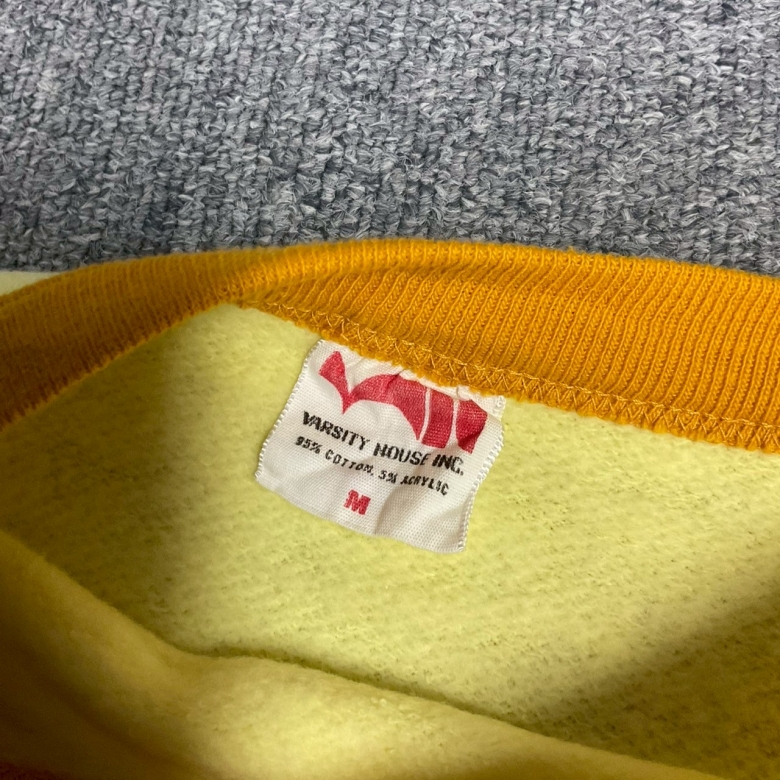 VARSITY HOUSE INC.
95% COTTON, 5% ACRYLIC
M